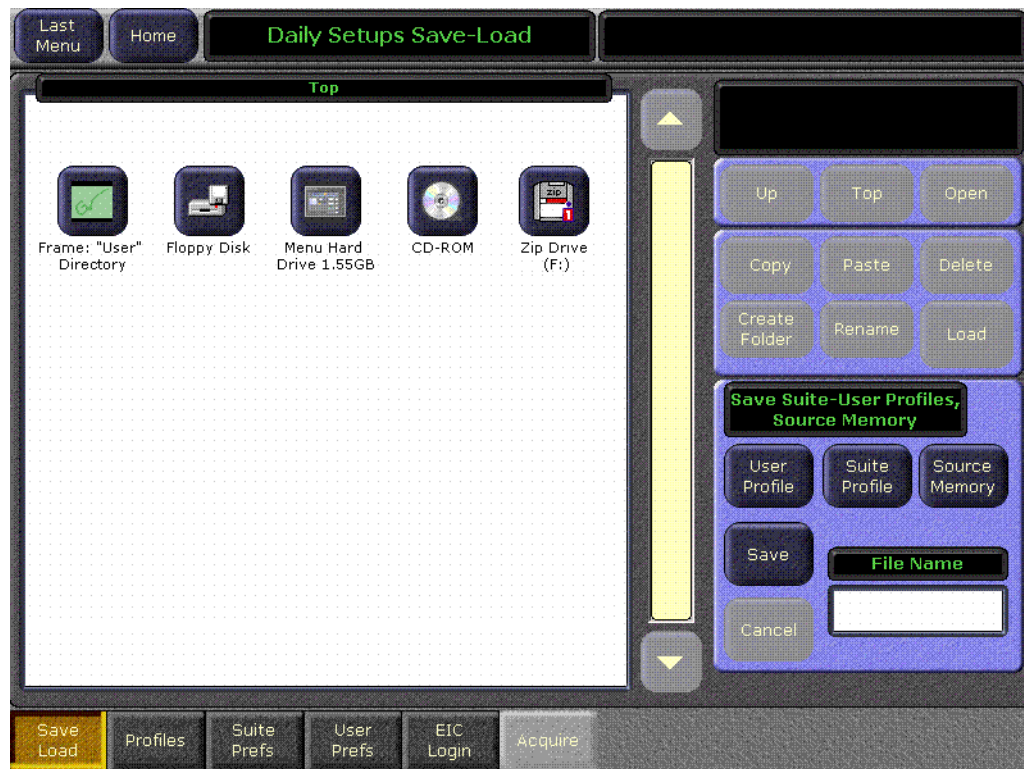 Last
Menu
Home
Daily Setups Save-Load
Top
Frame: "User"
Directory
Floppy Disk
Menu Hard
Drive 1.55GB
CD-ROM
ZIP
1
Zip Drive
(F:)
Up
Top
Open
Copy
Paste
Delete
Create
Folder
Rename
Load
Save Suite-User Profiles,
Source Memory
User
Profile
Suite
Profile
Source
Memory
Save
File Name
Cancel
Save
Load
Profiles
Suite
Prefs
User
Prefs
EIC
Login
Acquire